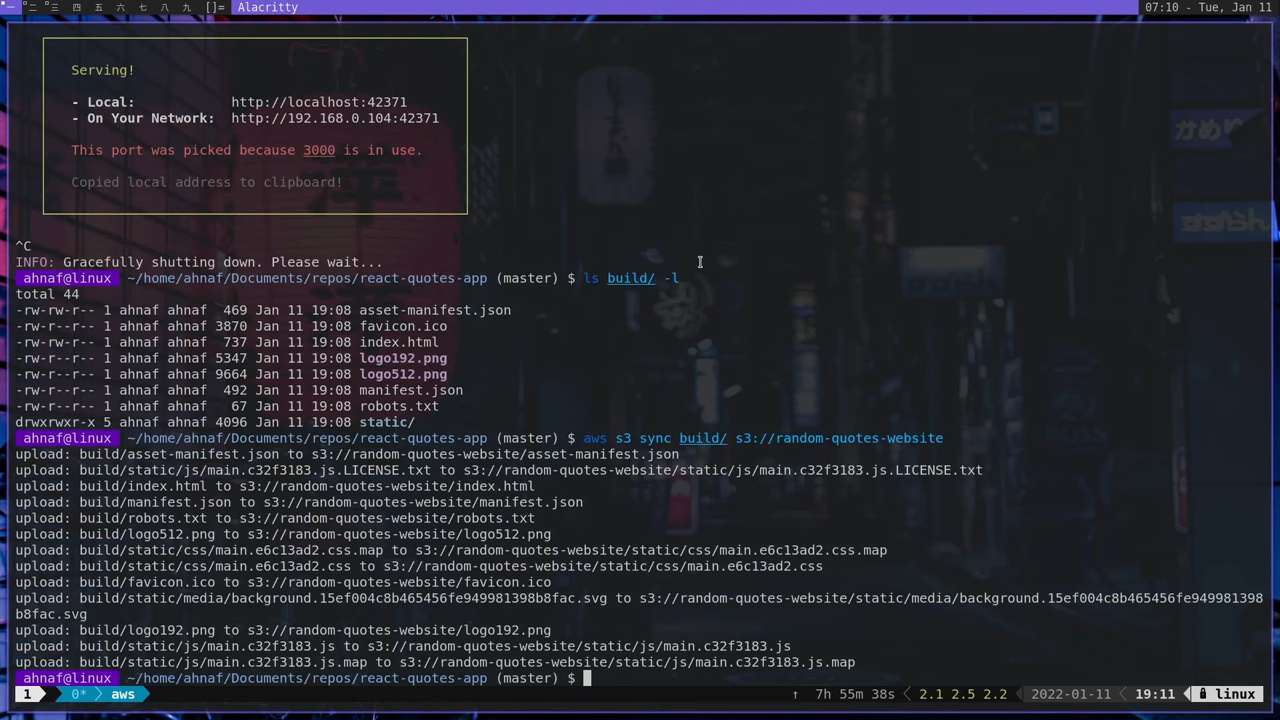 一 二 三 四 五 六 七 八 九 []= Alacritty 07:10 - Tue, Jan 11
Serving!
- Local: http://localhost:42371
- On Your Network: http://192.168.0.104:42371
This port was picked because 3000 is in use.
Copied local address to clipboard!
^C
INFO: Gracefully shutting down. Please wait...
ahnaf@linux ~/home/ahnaf/Documents/repos/react-quotes-app (master) $ ls build/ -l
total 44
-rw-rw-r-- 1 ahnaf ahnaf 469 Jan 11 19:08 asset-manifest.json
-rw-r--r-- 1 ahnaf ahnaf 3870 Jan 11 19:08 favicon.ico
-rw-r--r-- 1 ahnaf ahnaf 737 Jan 11 19:08 index.html
-rw-r--r-- 1 ahnaf ahnaf 5347 Jan 11 19:08 logo192.png
-rw-r--r-- 1 ahnaf ahnaf 9664 Jan 11 19:08 logo512.png
-rw-r--r-- 1 ahnaf ahnaf 492 Jan 11 19:08 manifest.json
-rw-r--r-- 1 ahnaf ahnaf 67 Jan 11 19:08 robots.txt
drwxrwxr-x 5 ahnaf ahnaf 4096 Jan 11 19:08 static/
ahnaf@linux ~/home/ahnaf/Documents/repos/react-quotes-app (master) $ aws s3 sync build/ s3://random-quotes-website
upload: build/asset-manifest.json to s3://random-quotes-website/asset-manifest.json
upload: build/static/js/main.c32f3183.js.LICENSE.txt to s3://random-quotes-website/static/js/main.c32f3183.js.LICENSE.txt
upload: build/index.html to s3://random-quotes-website/index.html
upload: build/manifest.json to s3://random-quotes-website/manifest.json
upload: build/robots.txt to s3://random-quotes-website/robots.txt
upload: build/logo512.png to s3://random-quotes-website/logo512.png
upload: build/static/css/main.e6c13ad2.css.map to s3://random-quotes-website/static/css/main.e6c13ad2.css.map
upload: build/static/css/main.e6c13ad2.css to s3://random-quotes-website/static/css/main.e6c13ad2.css
upload: build/favicon.ico to s3://random-quotes-website/favicon.ico
upload: build/static/media/background.15ef004c8b465456fe949981398b8fac.svg to s3://random-quotes-website/static/media/background.15ef004c8b465456fe949981398
b8fac.svg
upload: build/logo192.png to s3://random-quotes-website/logo192.png
upload: build/static/js/main.c32f3183.js to s3://random-quotes-website/static/js/main.c32f3183.js
upload: build/static/js/main.c32f3183.js.map to s3://random-quotes-website/static/js/main.c32f3183.js.map
ahnaf@linux ~/home/ahnaf/Documents/repos/react-quotes-app (master) $
1 0* aws ↑ 7h 55m 38s 2.1 2.5 2.2 2022-01-11 19:11 linux